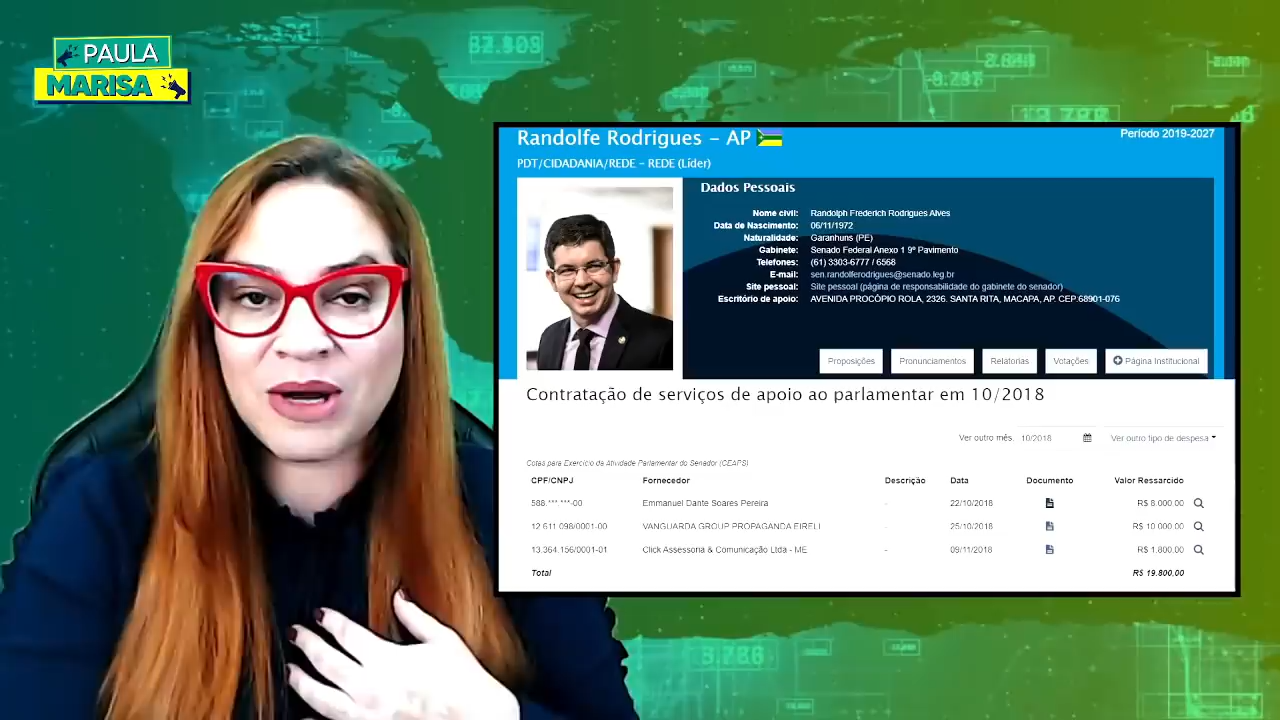 PAULA
MARISA
Randolfe Rodrigues - AP
Período 2019-2027
PDT/CIDADANIA/REDE - REDE (Líder)
Dados Pessoais
Nome civil: Randolph Frederich Rodrigues Alves
Data de Nascimento: 06/11/1972
Naturalidade: Garanhuns (PE)
Gabinete: Senado Federal Anexo 1 9º Pavimento
Telefones: (61) 3303-6777 / 6568
E-mail: sen.randolferodrigues@senado.leg.br
Site pessoal: Site pessoal (página de responsabilidade do gabinete do senador)
Escritório de apoio: AVENIDA PROCÓPIO ROLA, 2326. SANTA RITA, MACAPA, AP. CEP.68901-076
Proposições Pronunciamentos Relatorias Votações Página Institucional
Contratação de serviços de apoio ao parlamentar em 10/2018
Ver outro mês: 10/2018 Ver outro tipo de despesa
Cotas para Exercício da Atividade Parlamentar do Senador (CEAPS)
CPF/CNPJ Fornecedor Descrição Data Documento Valor Ressarcido
588.***.***-00 Emmanuel Dante Soares Pereira - 22/10/2018 R$ 8.000,00
12.611.098/0001-00 VANGUARDA GROUP PROPAGANDA EIRELI - 25/10/2018 R$ 10.000,00
13.364.156/0001-01 Click Assessoria & Comunicação Ltda - ME - 09/11/2018 R$ 1.800,00
Total R$ 19.800,00